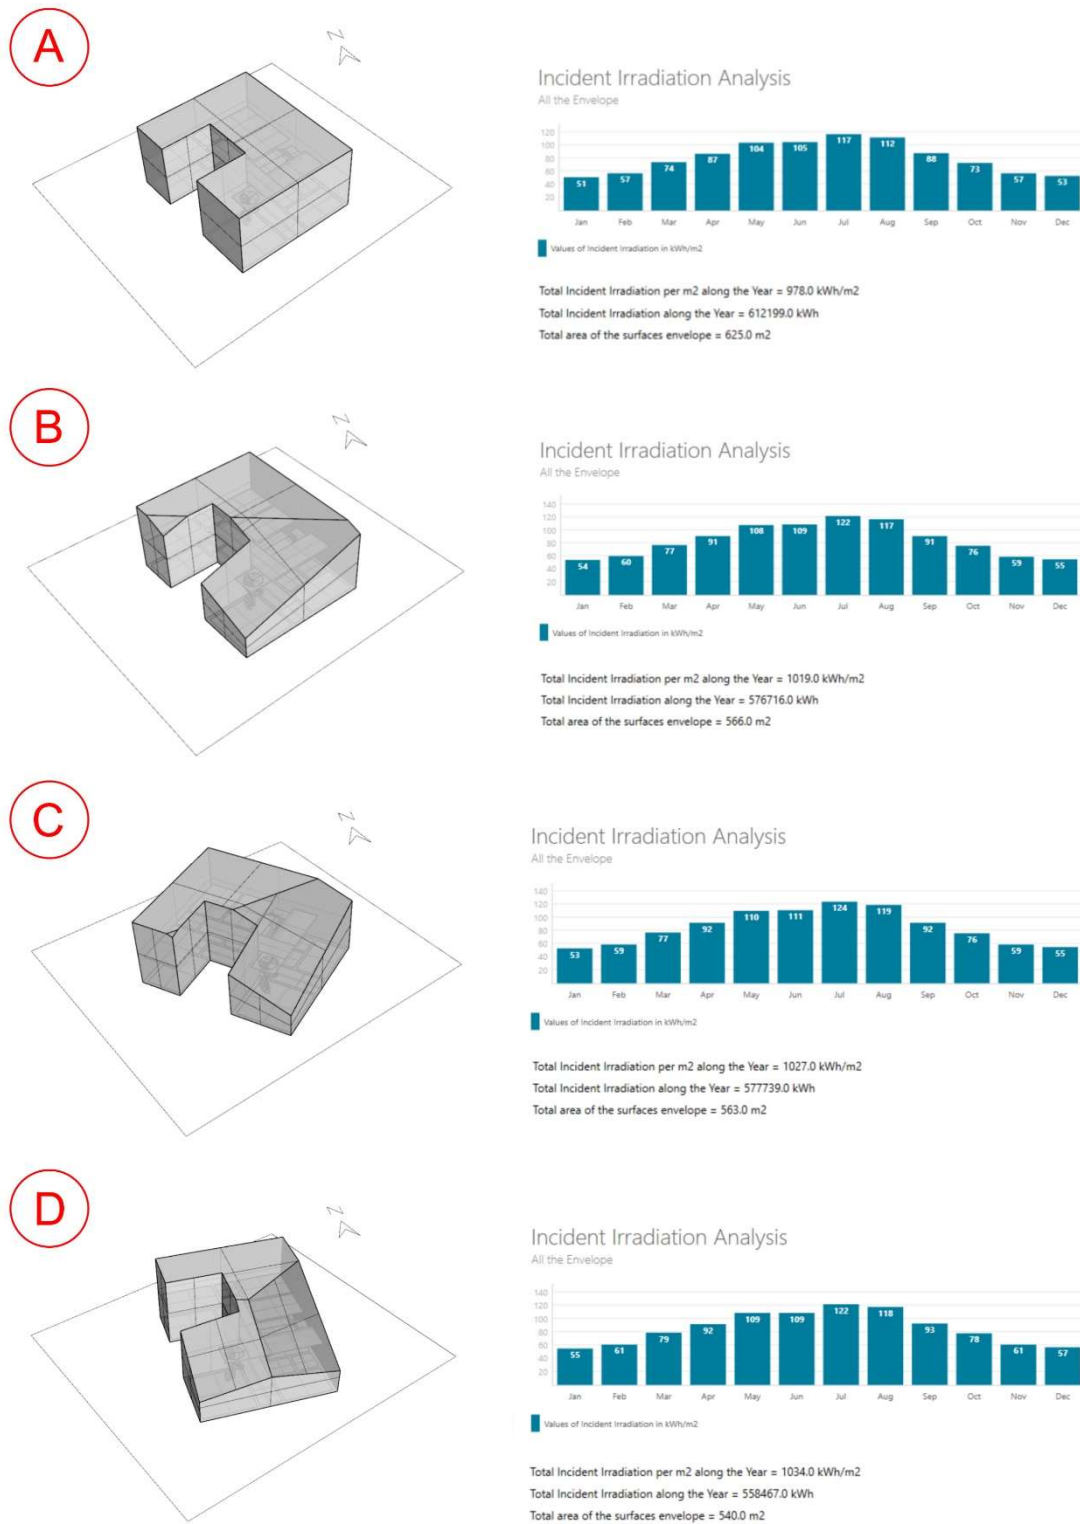 A
N
Incident Irradiation Analysis
All the Envelope
120
100
80
60
40
20
51 57 74 87 104 105 117 112 88 73 57 53
Jan Feb Mar Apr May Jun Jul Aug Sep Oct Nov Dec
Values of Incident Irradiation in kWh/m2
Total Incident Irradiation per m2 along the Year = 978.0 kWh/m2
Total Incident Irradiation along the Year = 612199.0 kWh
Total area of the surfaces envelope = 625.0 m2
B
N
Incident Irradiation Analysis
All the Envelope
140
120
100
80
60
40
20
54 60 77 91 108 109 122 117 91 76 59 55
Jan Feb Mar Apr May Jun Jul Aug Sep Oct Nov Dec
Values of Incident Irradiation in kWh/m2
Total Incident Irradiation per m2 along the Year = 1019.0 kWh/m2
Total Incident Irradiation along the Year = 576716.0 kWh
Total area of the surfaces envelope = 566.0 m2
C
N
Incident Irradiation Analysis
All the Envelope
140
120
100
80
60
40
20
53 59 77 92 110 111 124 119 92 76 59 55
Jan Feb Mar Apr May Jun Jul Aug Sep Oct Nov Dec
Values of Incident Irradiation in kWh/m2
Total Incident Irradiation per m2 along the Year = 1027.0 kWh/m2
Total Incident Irradiation along the Year = 577739.0 kWh
Total area of the surfaces envelope = 563.0 m2
D
N
Incident Irradiation Analysis
All the Envelope
140
120
100
80
60
40
20
55 61 79 92 109 109 122 118 93 78 61 57
Jan Feb Mar Apr May Jun Jul Aug Sep Oct Nov Dec
Values of Incident Irradiation in kWh/m2
Total Incident Irradiation per m2 along the Year = 1034.0 kWh/m2
Total Incident Irradiation along the Year = 558467.0 kWh
Total area of the surfaces envelope = 540.0 m2